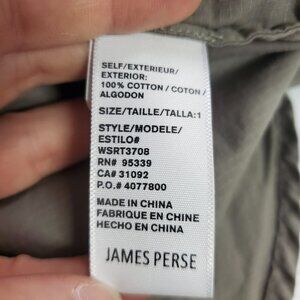 SELF/EXTERIEUR/
EXTERIOR:
100% COTTON / COTON /
ALGODON
SIZE/TAILLE/TALLA:1
STYLE/MODELE/
ESTILO#
WSRT3708
RN# 95339
CA# 31092
P.O.# 4077800
MADE IN CHINA
FABRIQUE EN CHINE
HECHO EN CHINA
JAMES PERSE